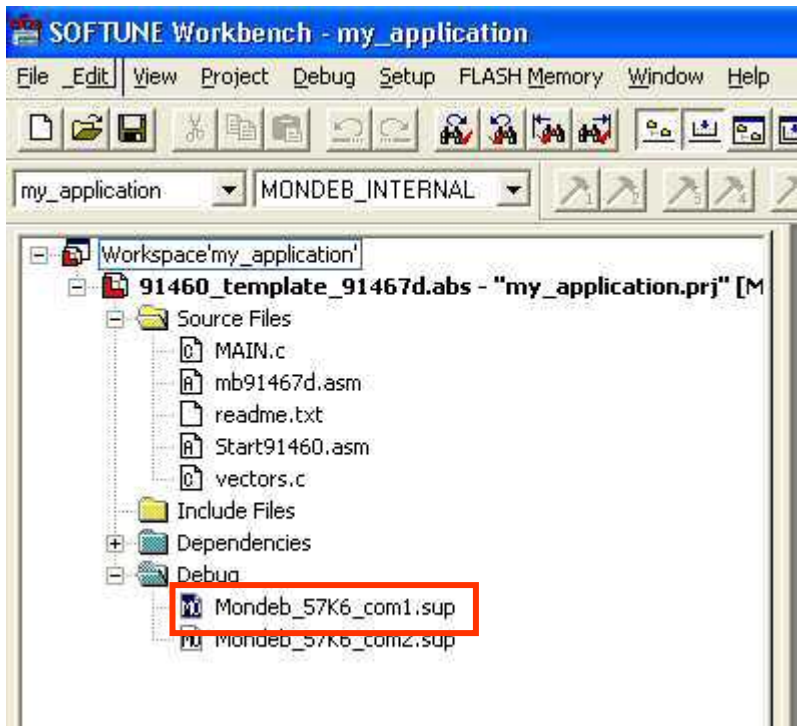 SOFTUNE Workbench - my_application
File Edit View Project Debug Setup FLASH Memory Window Help
my_application MONDEB_INTERNAL
Workspace'my_application'
91460_template_91467d.abs - "my_application.prj" [M
Source Files
MAIN.c
mb91467d.asm
readme.txt
Start91460.asm
vectors.c
Include Files
Dependencies
Debug
Mondeb_57K6_com1.sup
Mondeb_57K6_com2.sup